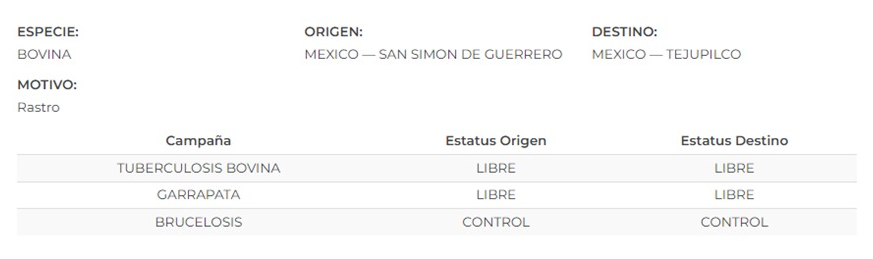 ESPECIE: ORIGEN: DESTINO:
BOVINA MEXICO — SAN SIMON DE GUERRERO MEXICO — TEJUPILCO
MOTIVO:
Rastro
Campaña Estatus Origen Estatus Destino
TUBERCULOSIS BOVINA LIBRE LIBRE
GARRAPATA LIBRE LIBRE
BRUCELOSIS CONTROL CONTROL